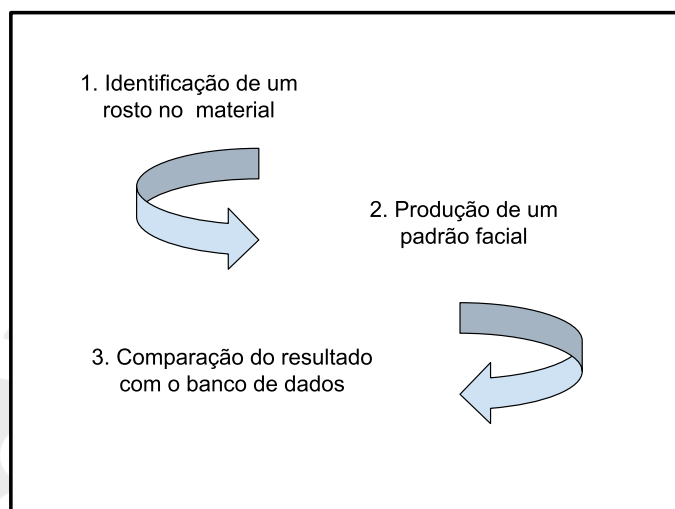 1. Identificação de um
rosto no material
2. Produção de um
padrão facial
3. Comparação do resultado
com o banco de dados